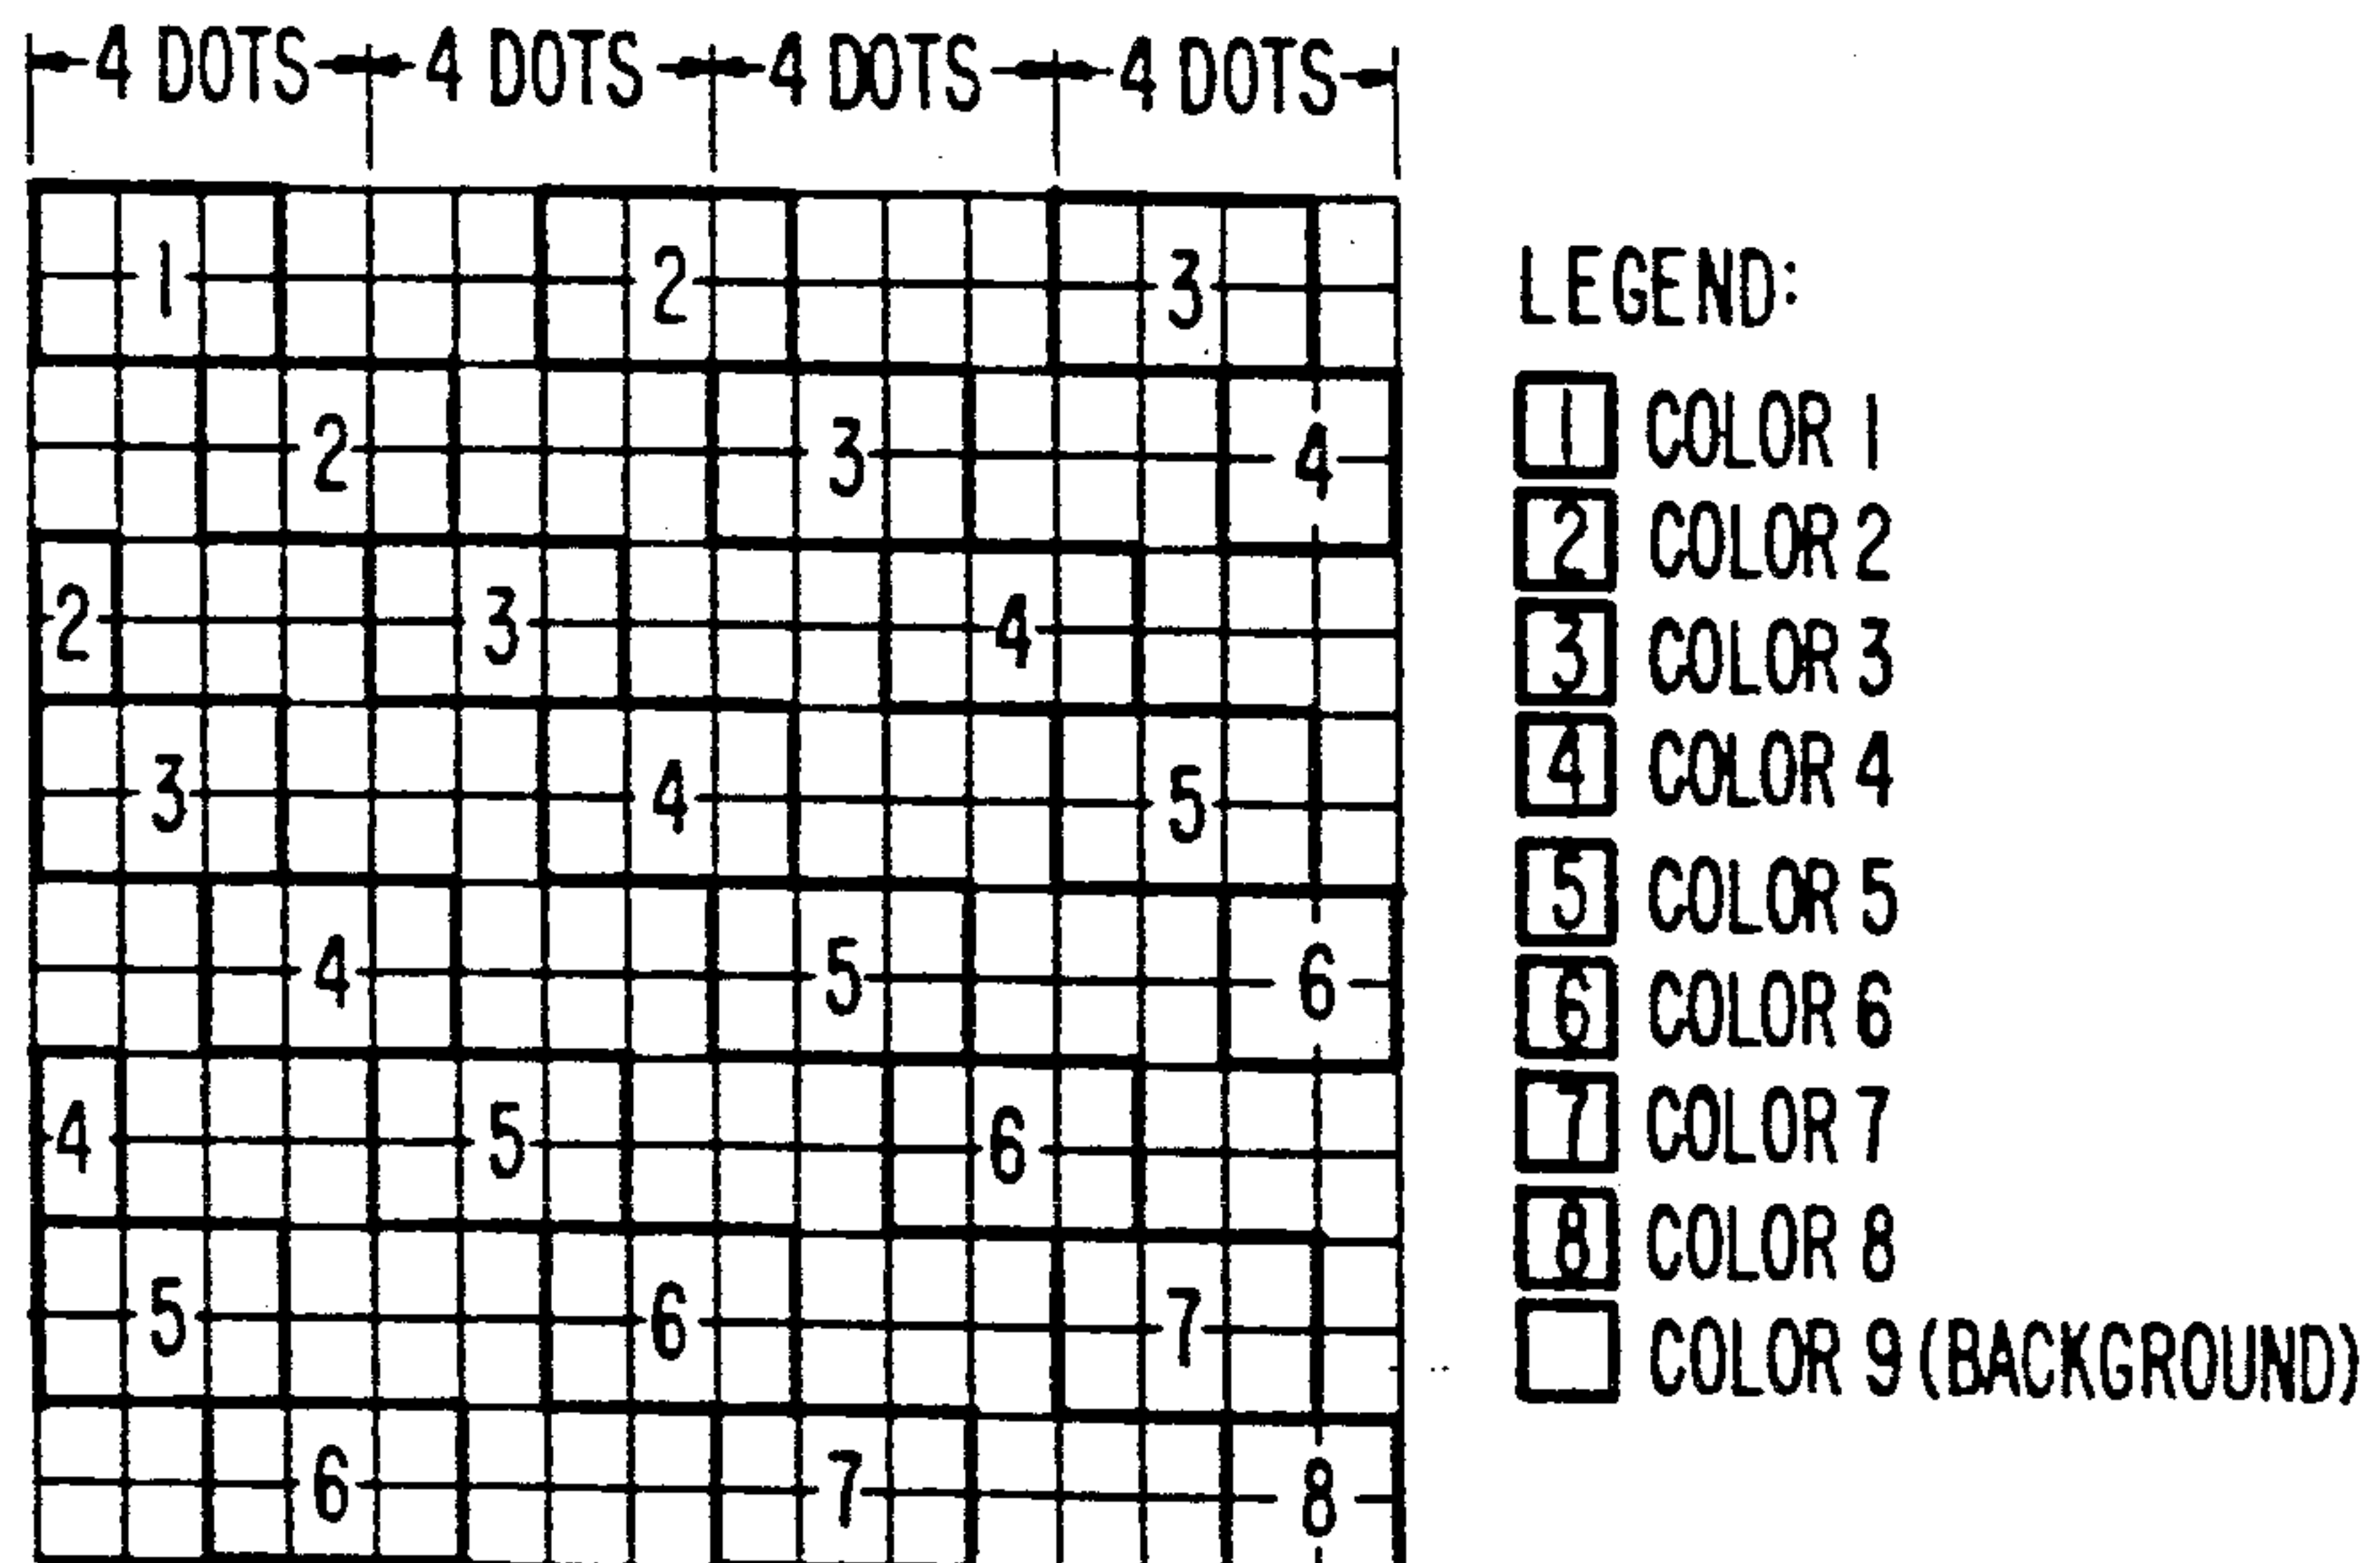 4 DOTS 4 DOTS 4 DOTS 4 DOTS
1 2 3
2 3 4
2 3 4
3 4 5
4 5 6
4 5 6
5 6 7
6 7 8
LEGEND:
1 COLOR 1
2 COLOR 2
3 COLOR 3
4 COLOR 4
5 COLOR 5
6 COLOR 6
7 COLOR 7
8 COLOR 8
COLOR 9 (BACKGROUND)